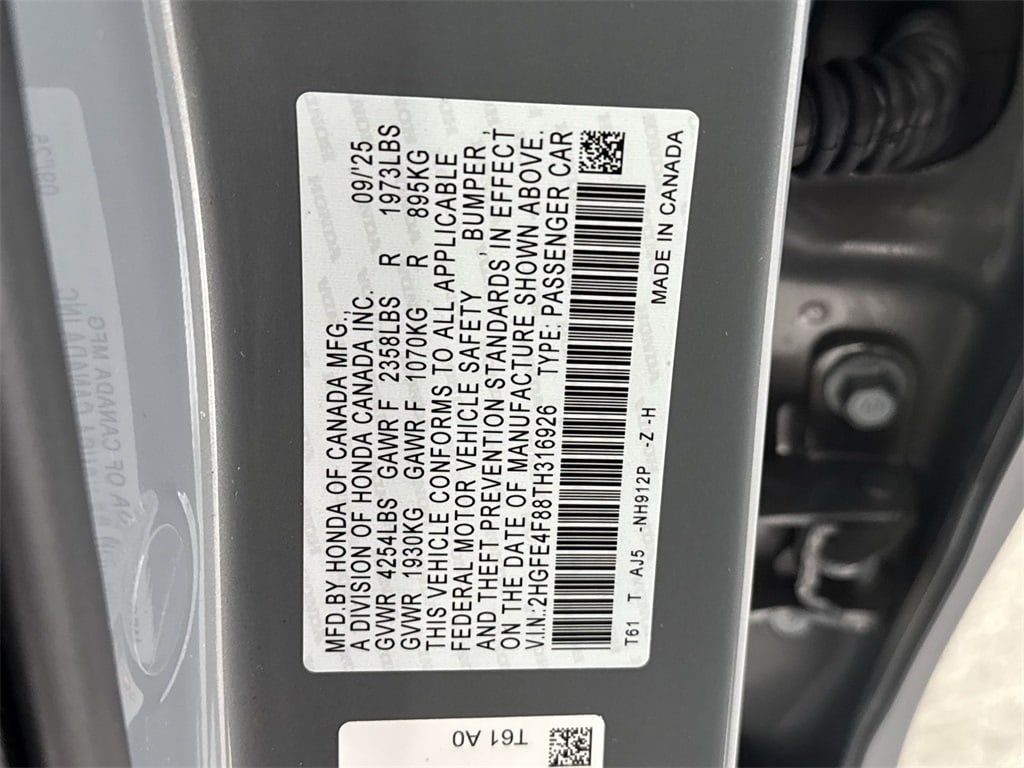 MFD.BY HONDA OF CANADA MFG.,
A DIVISION OF HONDA CANADA INC. 09/'25
GVWR 4254LBS GAWR F 2358LBS R 1973LBS
GVWR 1930KG GAWR F 1070KG R 895KG
THIS VEHICLE CONFORMS TO ALL APPLICABLE
FEDERAL MOTOR VEHICLE SAFETY, BUMPER,
AND THEFT PREVENTION STANDARDS IN EFFECT
ON THE DATE OF MANUFACTURE SHOWN ABOVE.
V.I.N.:2HGFE4F88TH316926 TYPE: PASSENGER CAR
T61 T AJ5 -NH912P -Z -H
MADE IN CANADA
T61 A0